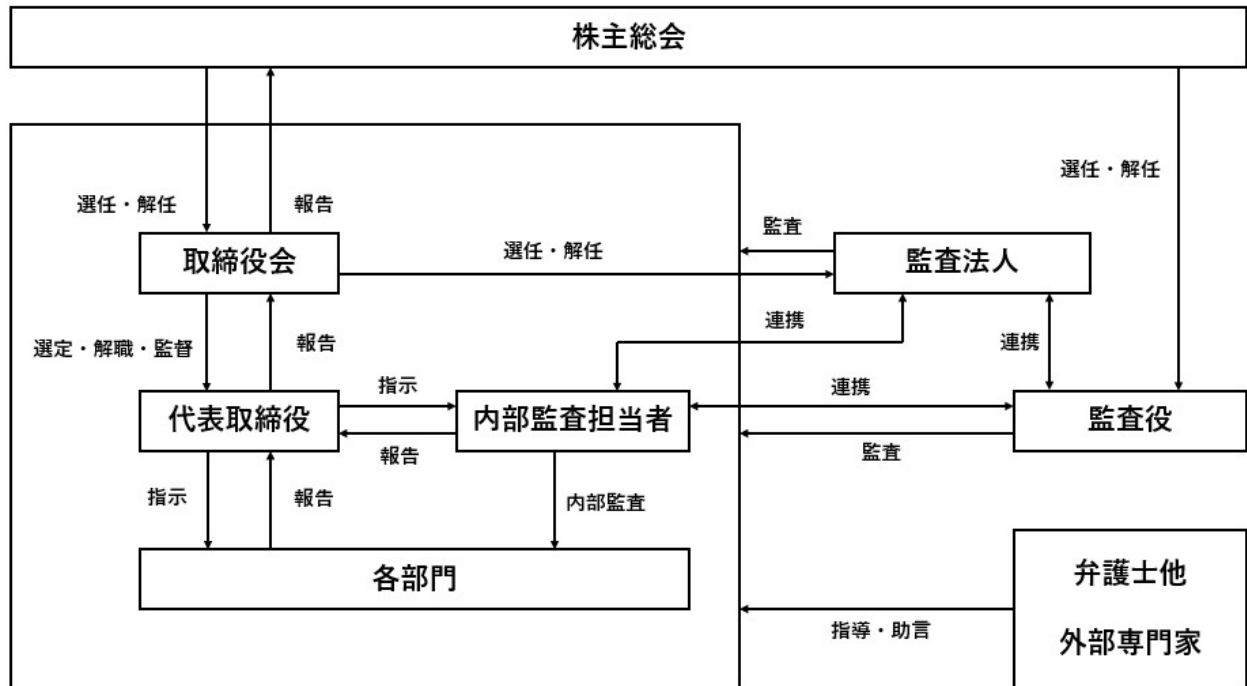 株主総会
選任・解任
報告
選任・解任
取締役会
選任・解任
監査
監査法人
選定・解職・監督
報告
連携
連携
代表取締役
指示
報告
内部監査担当者
連携
監査
監査役
指示
報告
内部監査
各部門
指導・助言
弁護士他
外部専門家